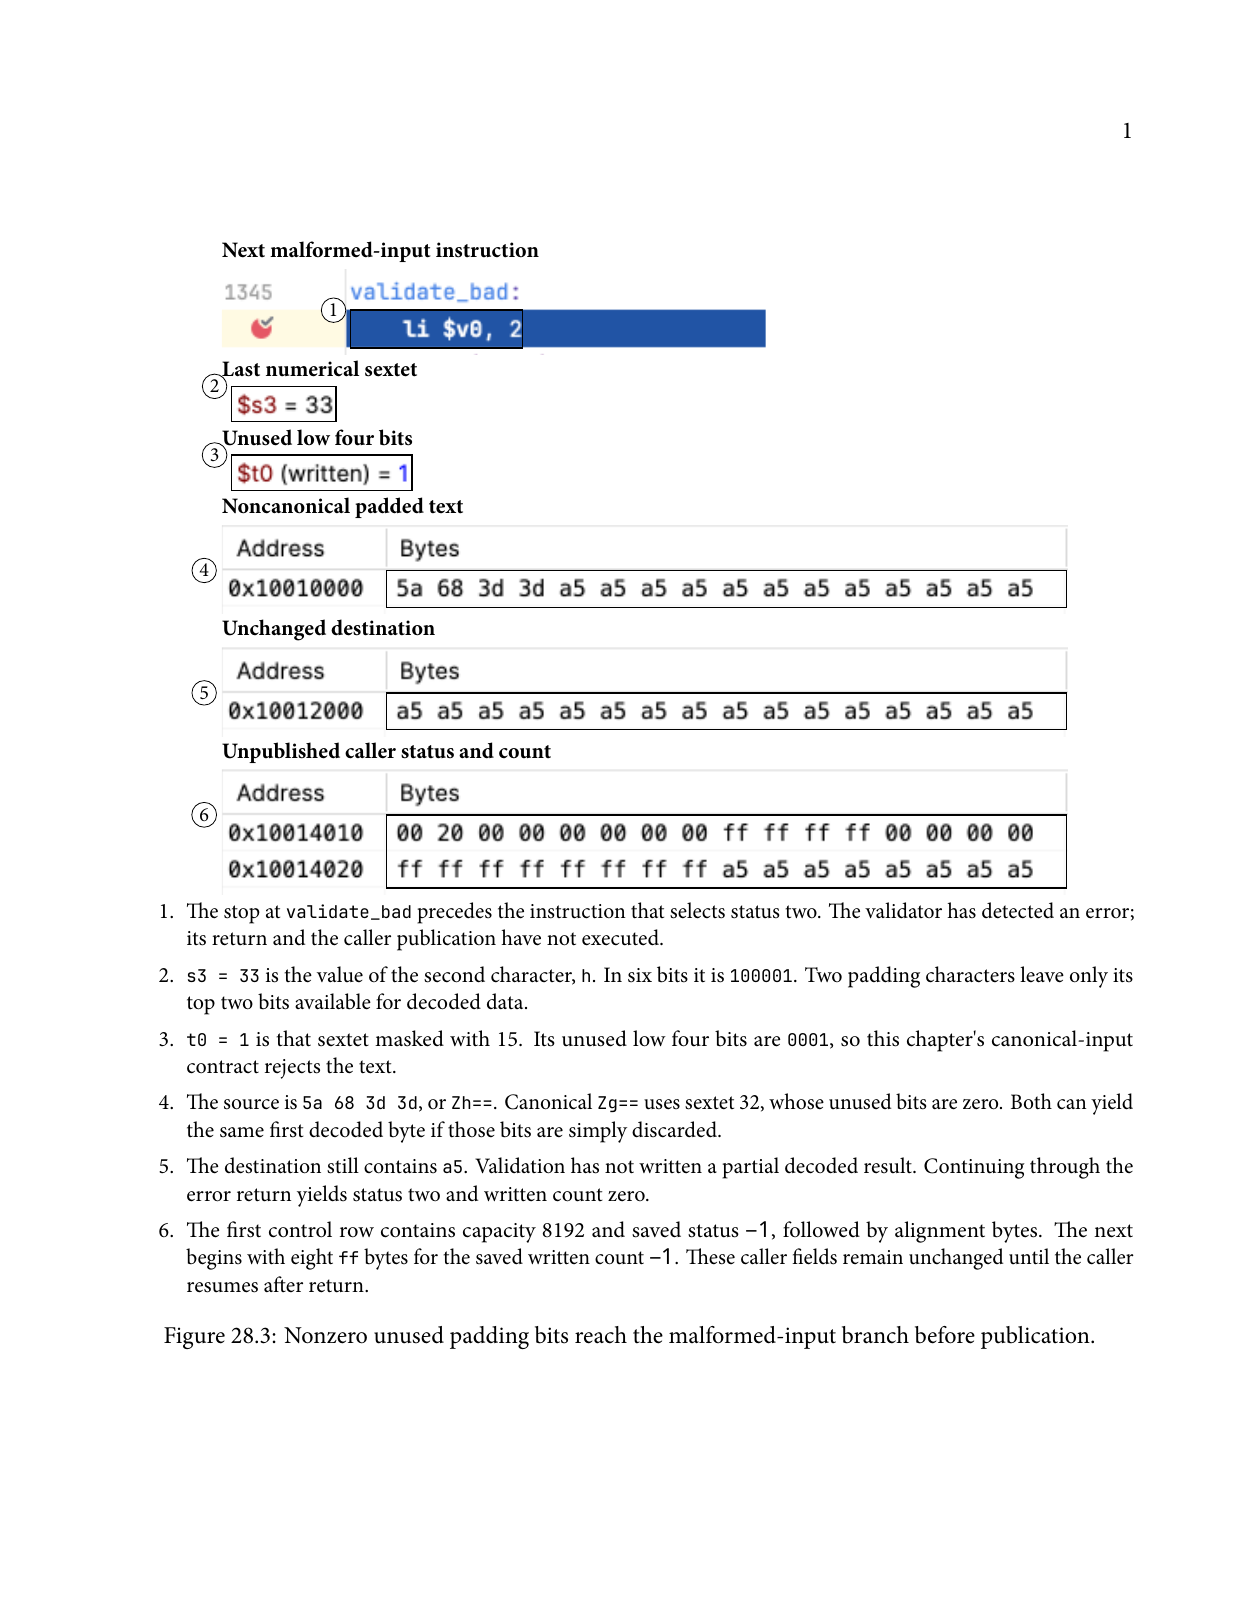 1
Next malformed-input instruction
1345 validate_bad:
1 li $v0, 2
Last numerical sextet
2 $s3 = 33
Unused low four bits
3 $t0 (written) = 1
Noncanonical padded text
Address Bytes
4 0x10010000 5a 68 3d 3d a5 a5 a5 a5 a5 a5 a5 a5 a5 a5 a5 a5
Unchanged destination
Address Bytes
5 0x10012000 a5 a5 a5 a5 a5 a5 a5 a5 a5 a5 a5 a5 a5 a5 a5 a5
Unpublished caller status and count
Address Bytes
6 0x10014010 00 20 00 00 00 00 00 00 ff ff ff ff 00 00 00 00
0x10014020 ff ff ff ff ff ff ff ff a5 a5 a5 a5 a5 a5 a5 a5
1. The stop at validate_bad precedes the instruction that selects status two. The validator has detected an error;
its return and the caller publication have not executed.
2. s3 = 33 is the value of the second character, h. In six bits it is 100001. Two padding characters leave only its
top two bits available for decoded data.
3. t0 = 1 is that sextet masked with 15. Its unused low four bits are 0001, so this chapter's canonical-input
contract rejects the text.
4. The source is 5a 68 3d 3d, or Zh==. Canonical Zg== uses sextet 32, whose unused bits are zero. Both can yield
the same first decoded byte if those bits are simply discarded.
5. The destination still contains a5. Validation has not written a partial decoded result. Continuing through the
error return yields status two and written count zero.
6. The first control row contains capacity 8192 and saved status −1, followed by alignment bytes. The next
begins with eight ff bytes for the saved written count −1. These caller fields remain unchanged until the caller
resumes after return.
Figure 28.3: Nonzero unused padding bits reach the malformed-input branch before publication.